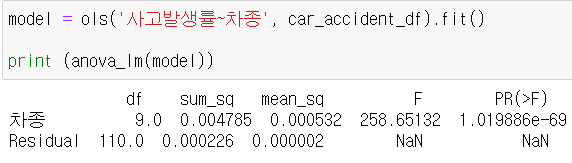 model = ols('사고발생률~차종', car_accident_df).fit()
print (anova_lm(model))
df sum_sq mean_sq F PR(>F)
차종 9.0 0.004785 0.000532 258.65132 1.019886e-69
Residual 110.0 0.000226 0.000002 NaN NaN